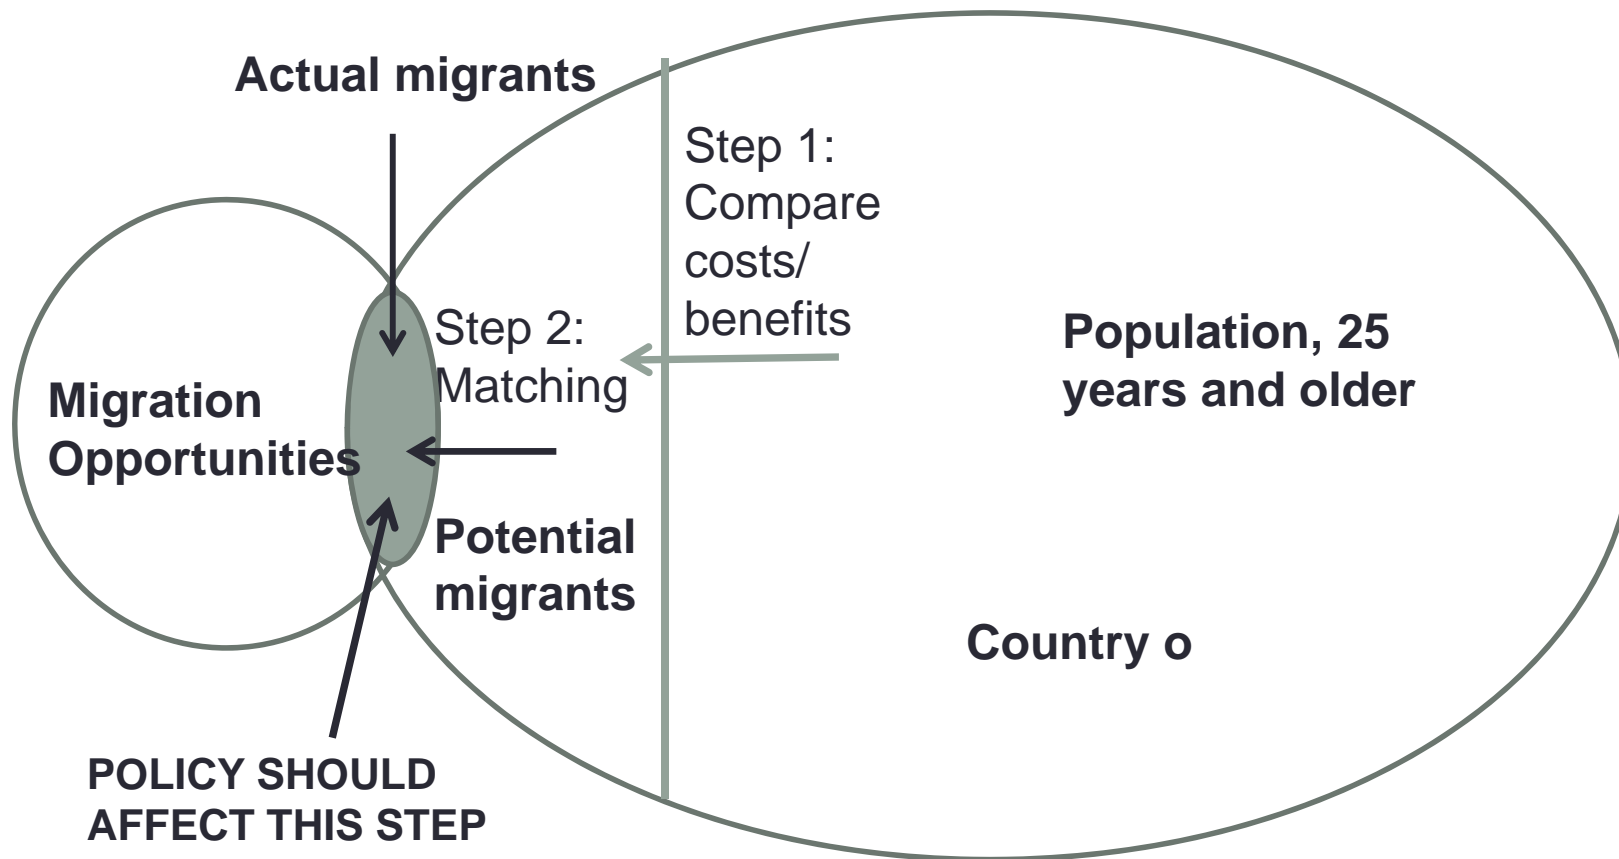 Actual migrants
Step 1:
Compare
costs/
benefits
Step 2:
Matching
Population, 25
years and older
Migration
Opportunities
Potential
migrants
Country o
POLICY SHOULD
AFFECT THIS STEP